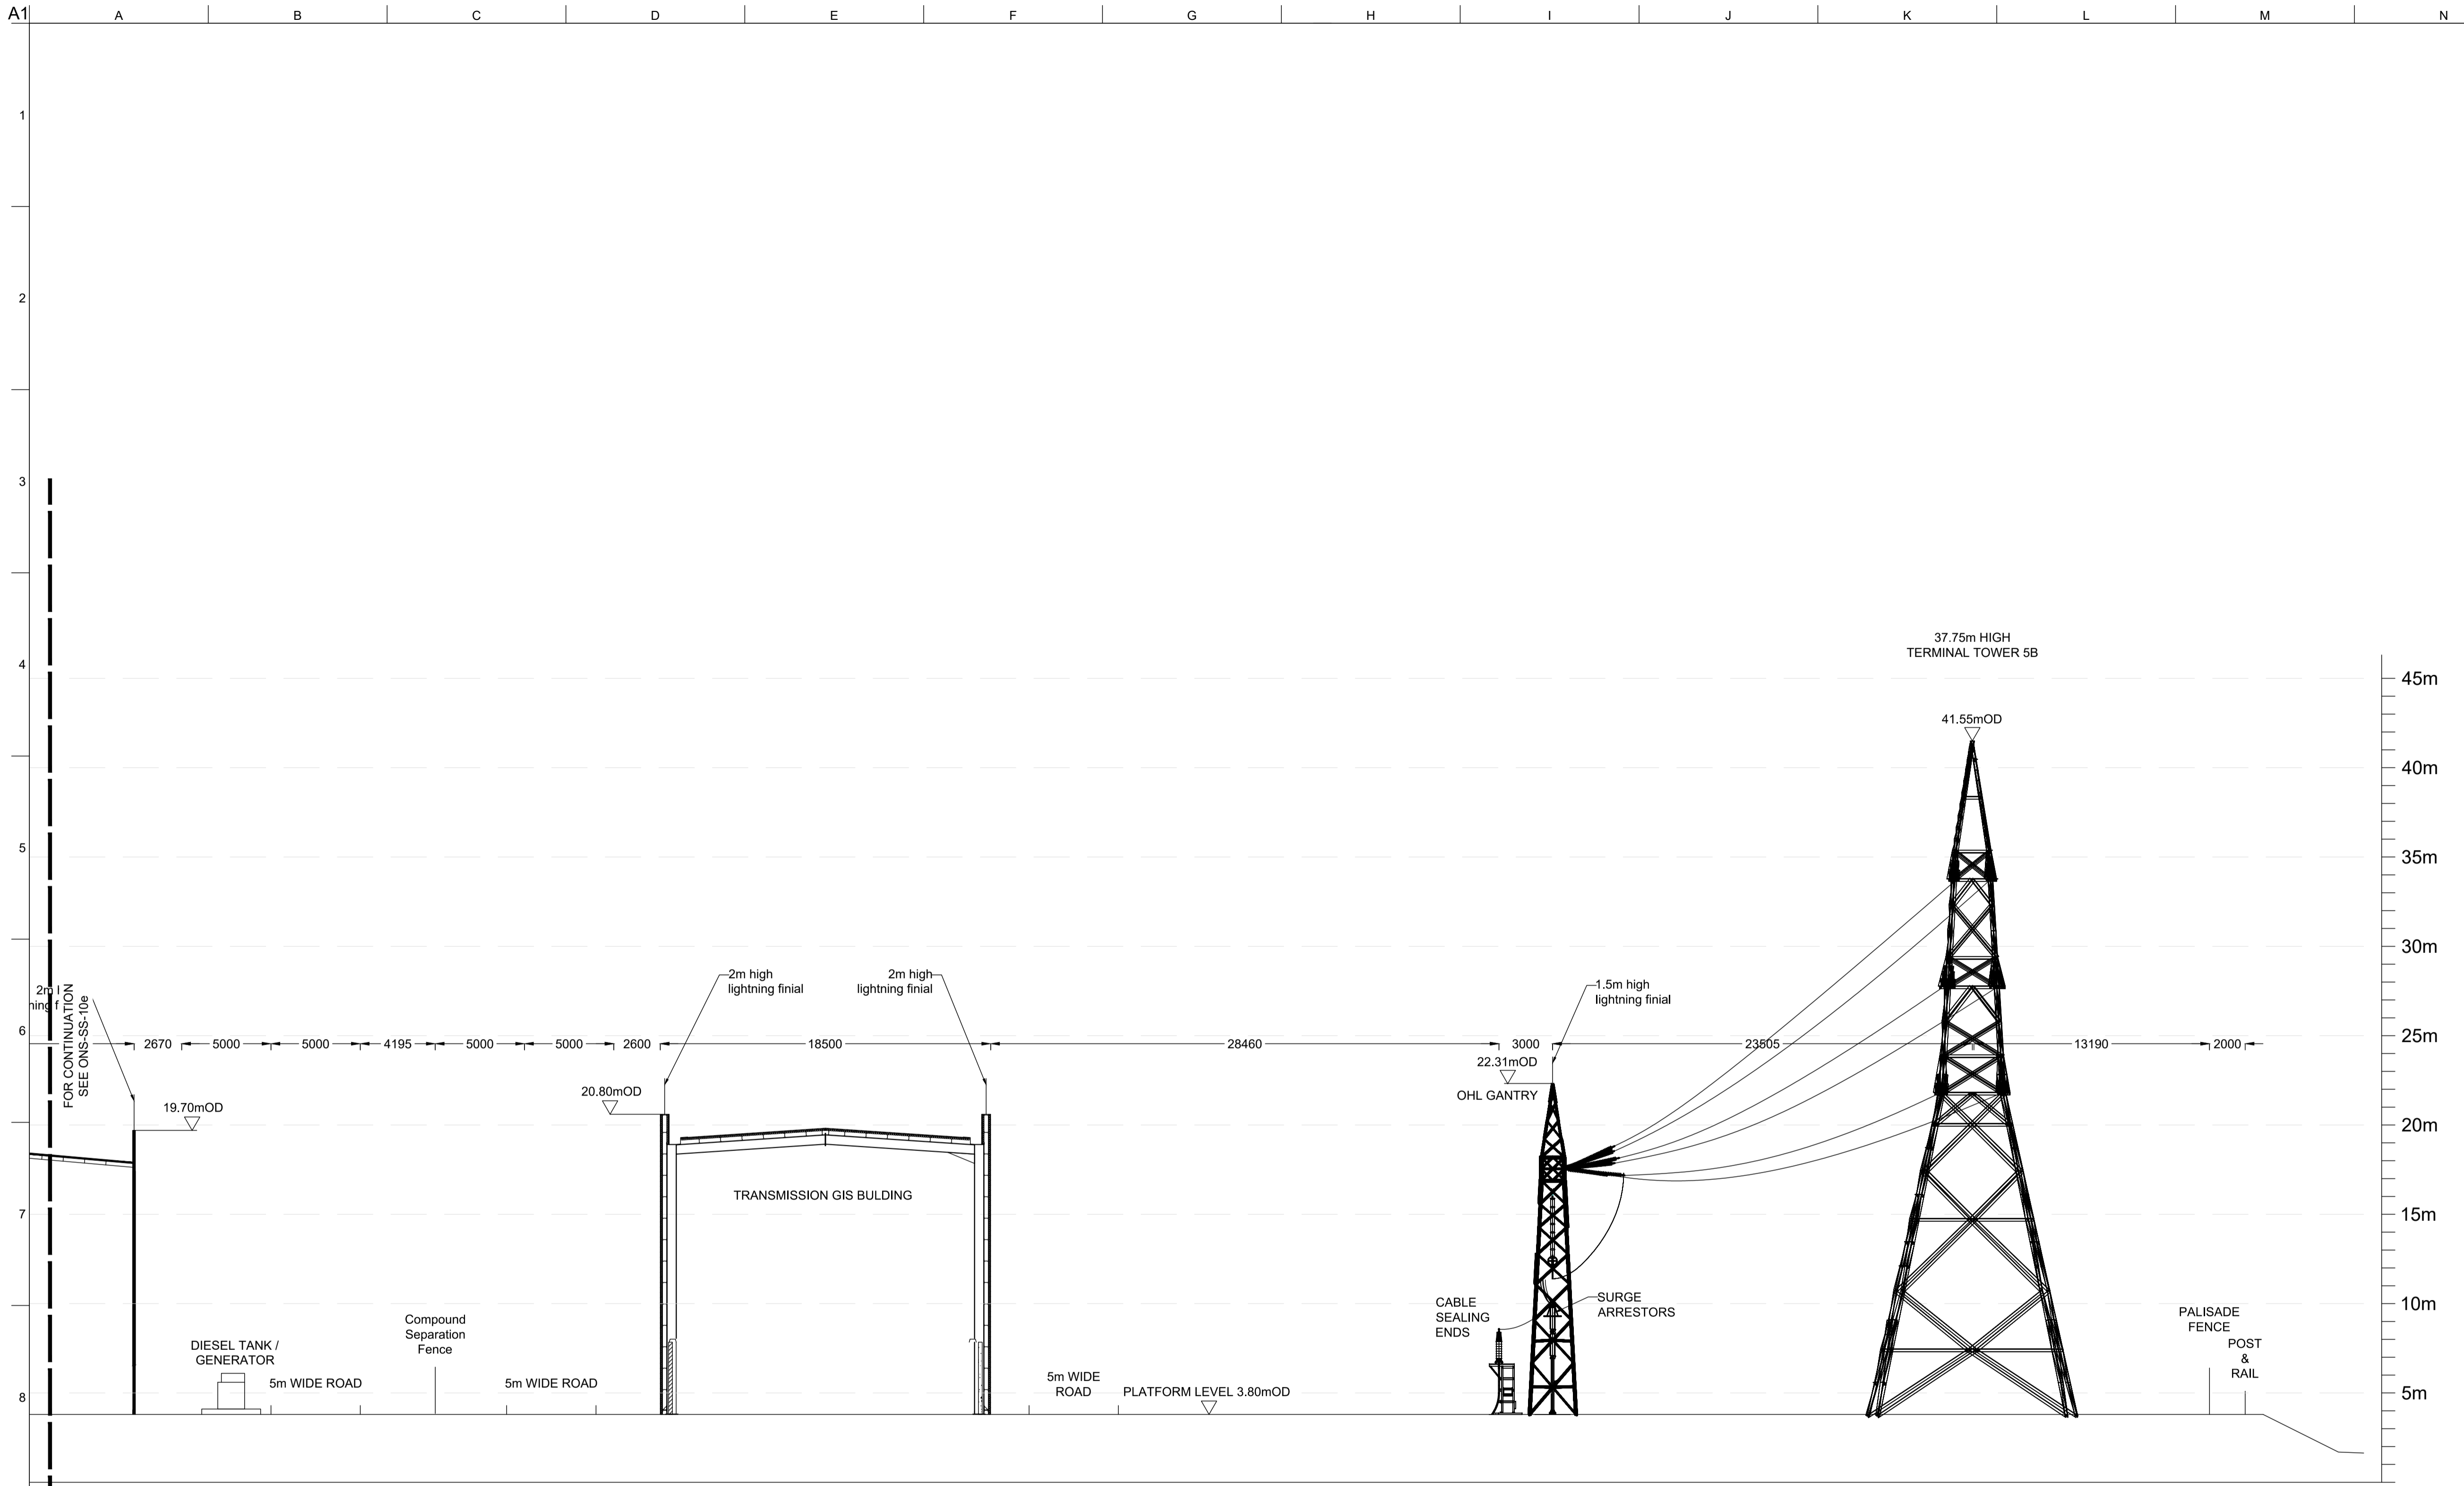 A1
A B C D E F G H I J K L M N
1
2
3
4
5
6
7
8
37.75m HIGH
TERMINAL TOWER 5B
41.55mOD
45m
40m
35m
30m
25m
20m
15m
10m
5m
2m high
lightning finial
2m high
lightning finial
1.5m high
lightning finial
2m l
ning f
FOR CONTINUATION
SEE ONS-SS-10e
2670 5000 5000 4195 5000 5000 2600 18500 28460 3000 23505 13190 2000
19.70mOD
20.80mOD
22.31mOD
OHL GANTRY
TRANSMISSION GIS BULDING
CABLE
SEALING
ENDS
SURGE
ARRESTORS
Compound
Separation
Fence
DIESEL TANK /
GENERATOR
5m WIDE ROAD
5m WIDE ROAD
5m WIDE
ROAD
PLATFORM LEVEL 3.80mOD
PALISADE
FENCE
POST
&
RAIL